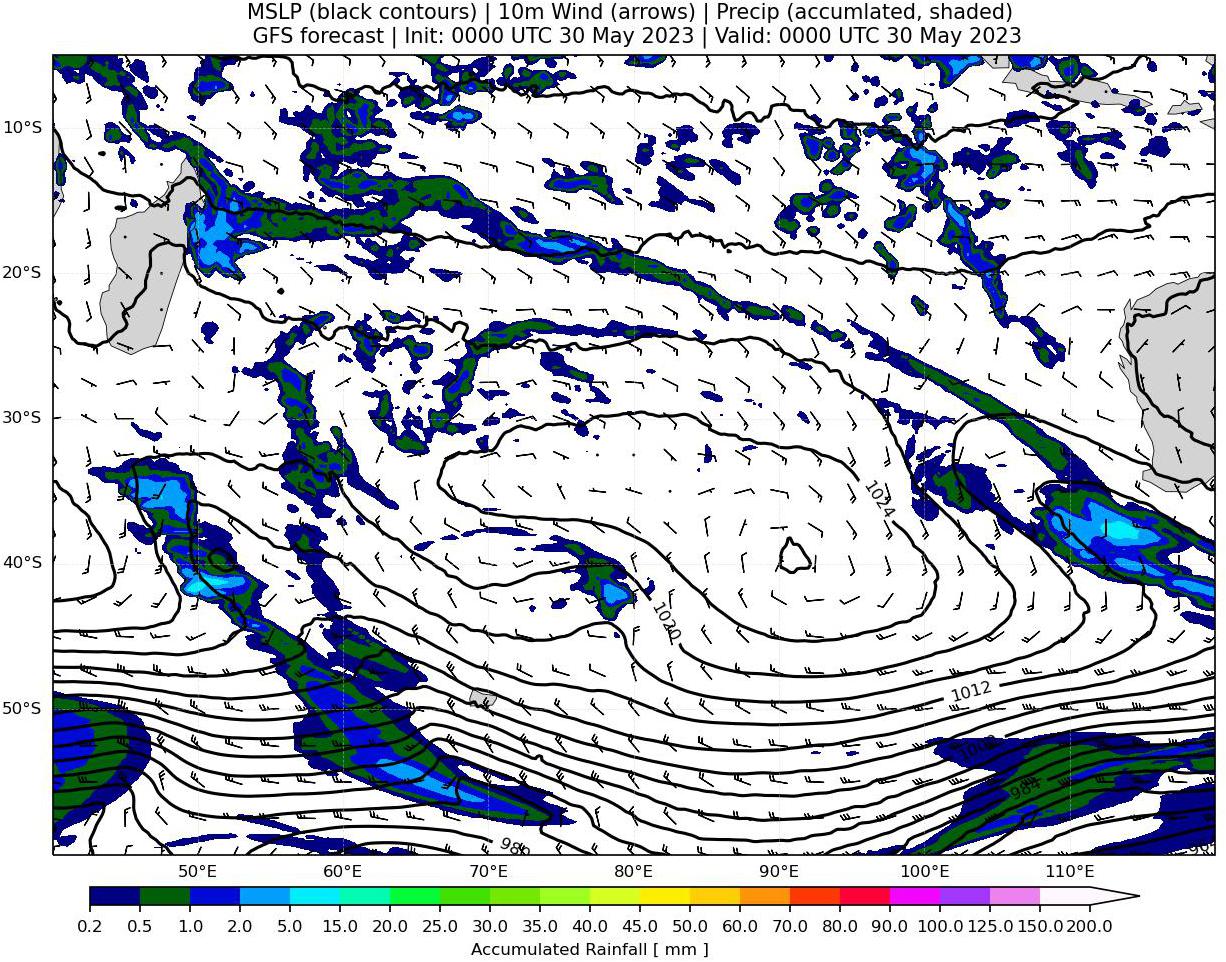 MSLP (black contours) | 10m Wind (arrows) | Precip (accumlated, shaded)
GFS forecast | Init: 0000 UTC 30 May 2023 | Valid: 0000 UTC 30 May 2023
10°S
20°S
30°S
40°S
50°S
1024
1020
1012
1000
984
980
50°E 60°E 70°E 80°E 90°E 100°E 110°E
0.2 0.5 1.0 2.0 5.0 10.0 15.0 20.0 25.0 30.0 35.0 40.0 45.0 50.0 60.0 70.0 80.0 90.0 100.0 125.0 150.0 200.0
Accumulated Rainfall [ mm ]